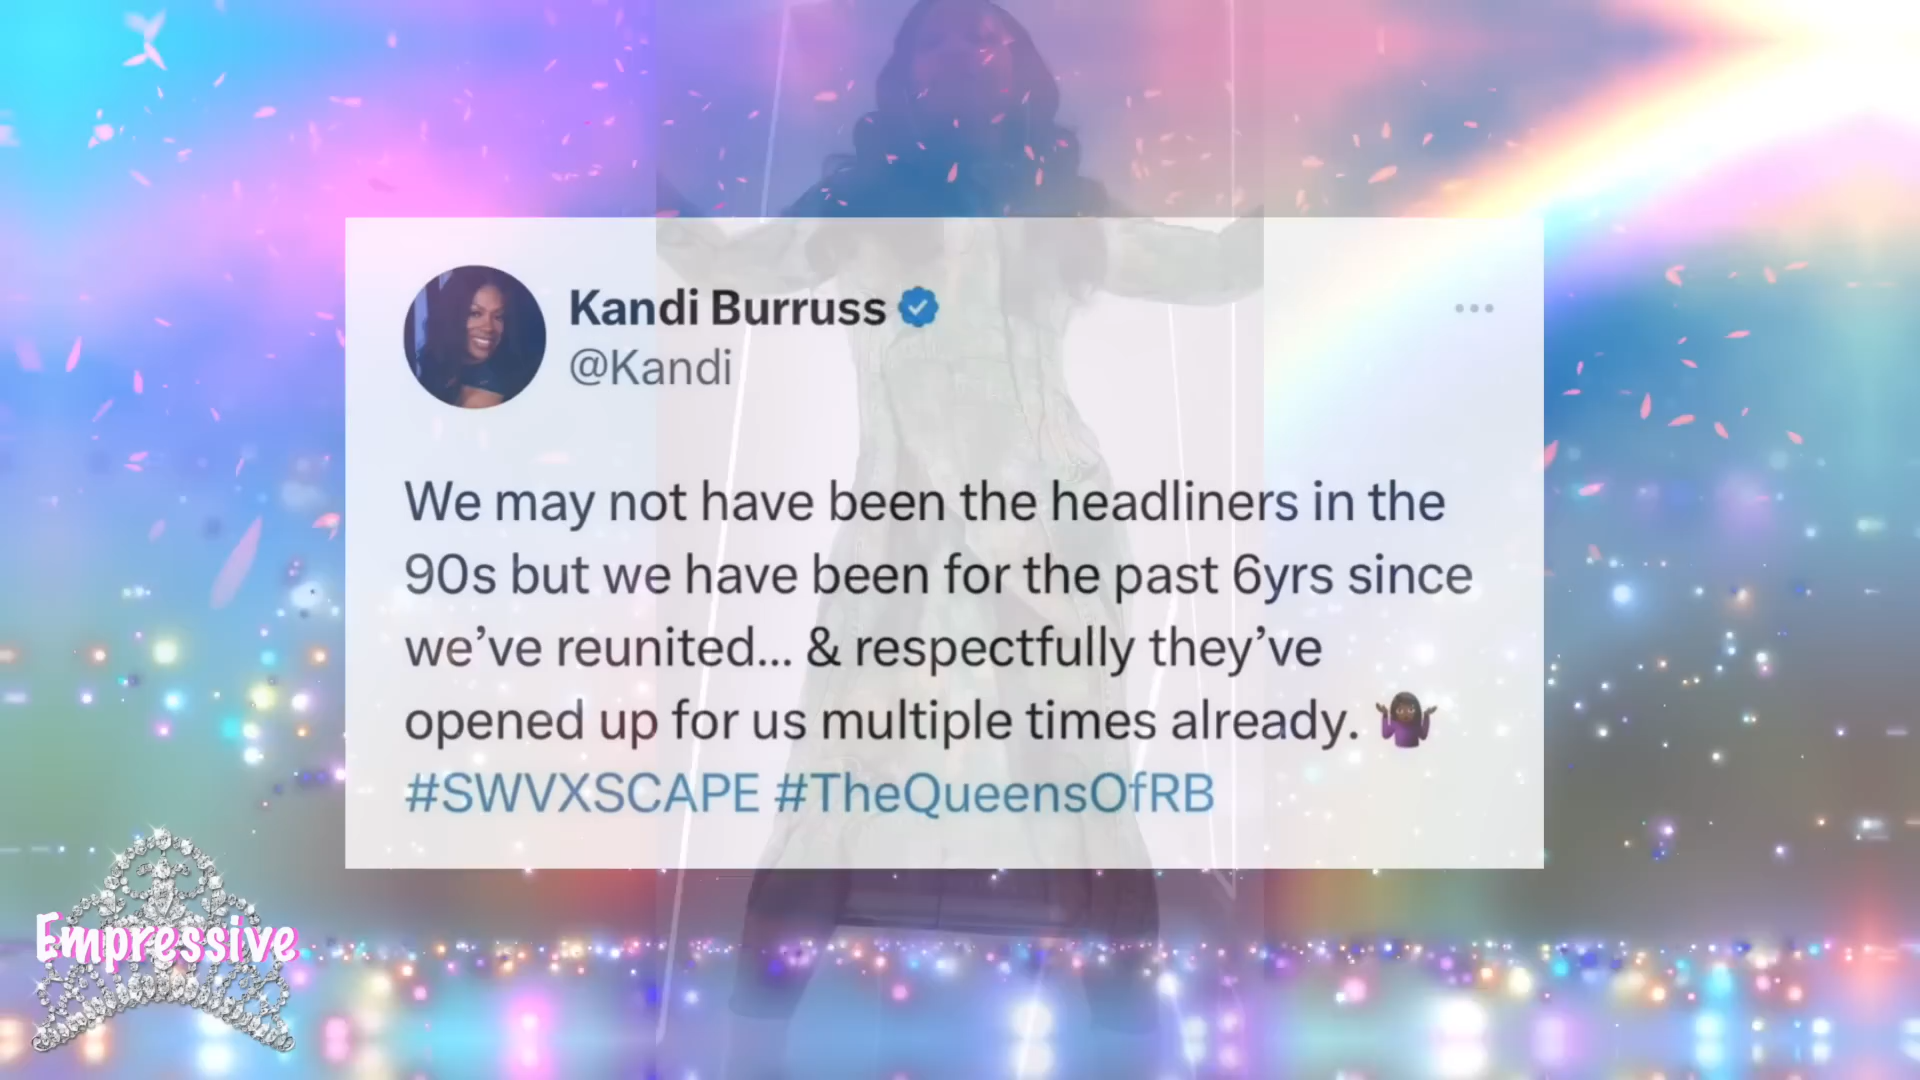 Kandi Burruss
@Kandi
We may not have been the headliners in the
90s but we have been for the past 6yrs since
we’ve reunited... & respectfully they’ve
opened up for us multiple times already. 🤷🏾‍♀️
#SWVXSCAPE #TheQueensOfRB
Empressive